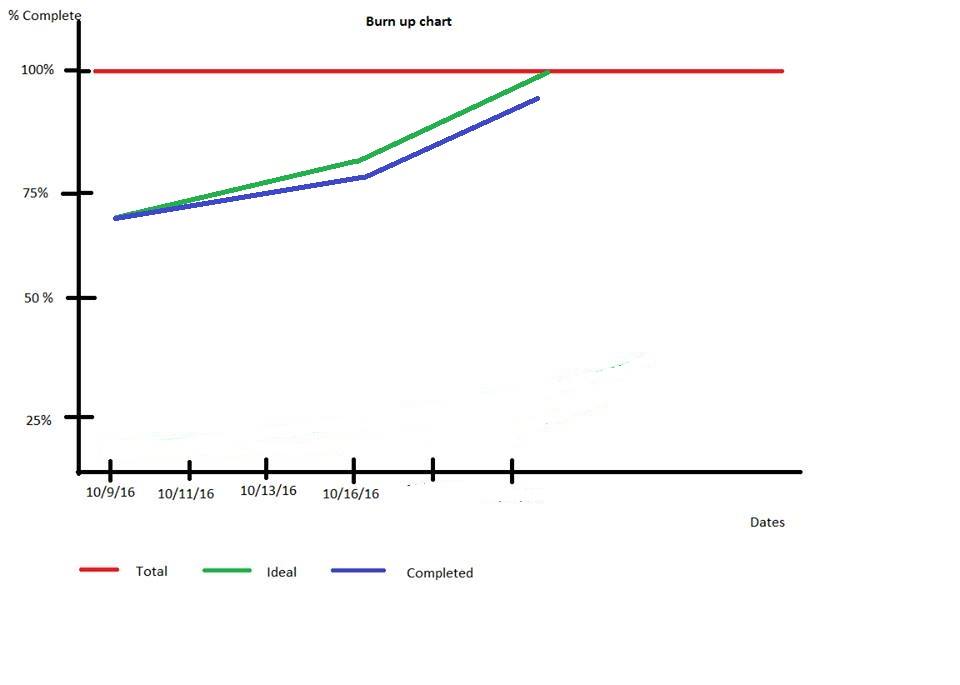 % Complete
Burn up chart
100%
75%
50 %
25%
10/9/16
10/11/16
10/13/16
10/16/16
Dates
Total
Ideal
Completed